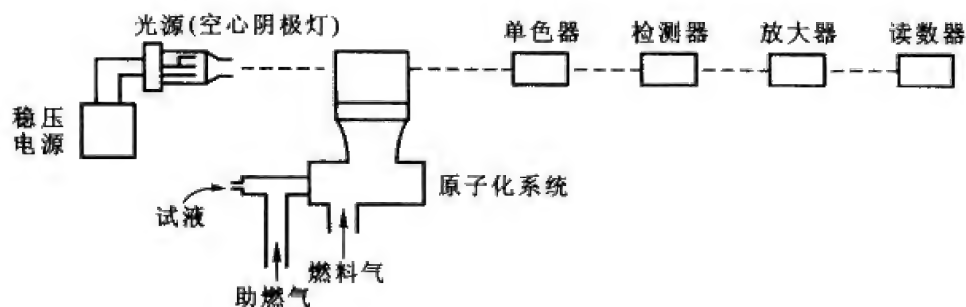 光源(空心阴极灯)
单色器
检测器
放大器
读数器
稳压
电源
原子化系统
试液
燃料气
助燃气